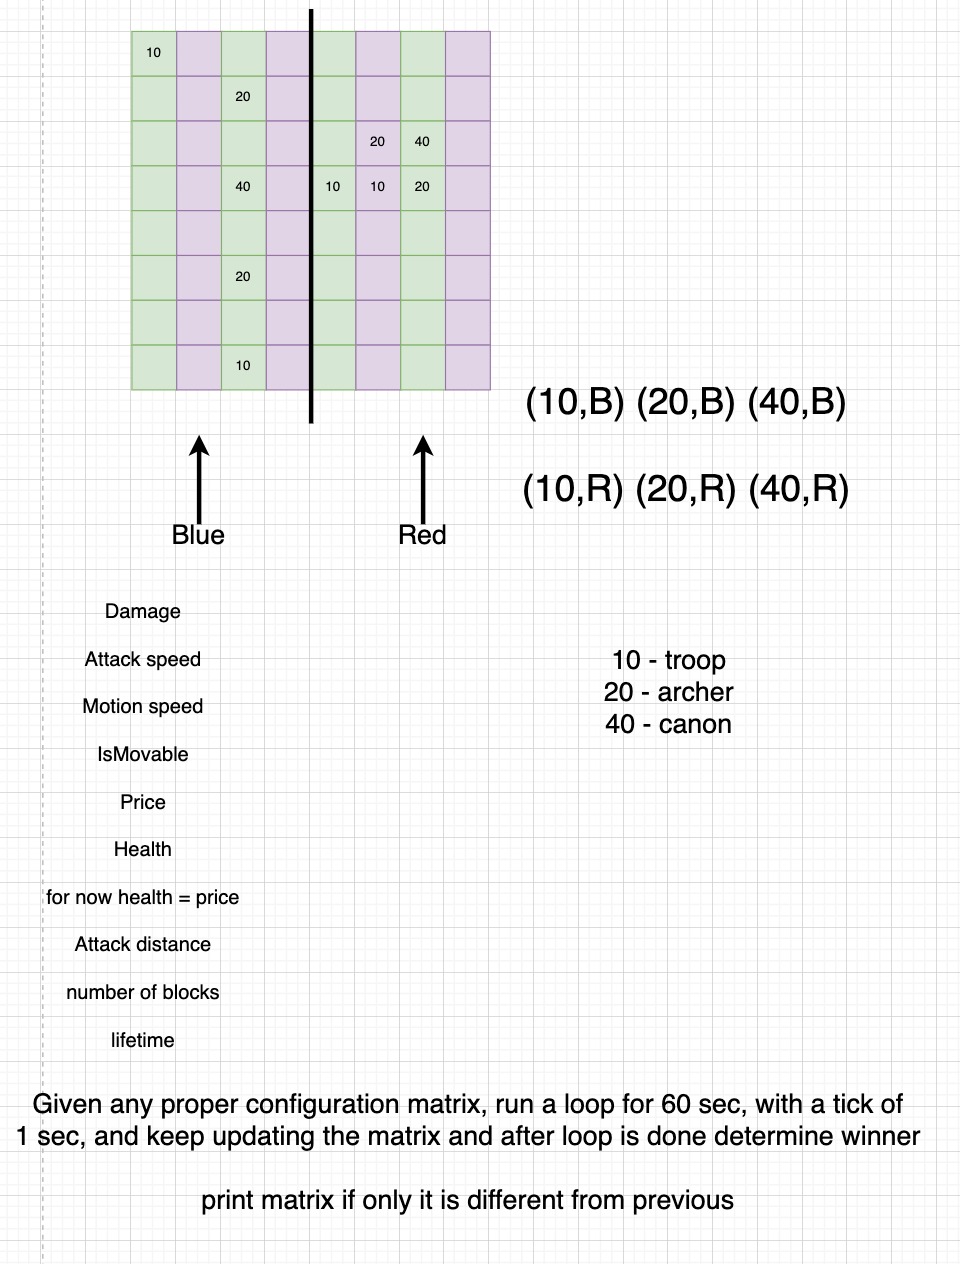 10
20
20 40
40 10 10 20
20
10
(10,B) (20,B) (40,B)
(10,R) (20,R) (40,R)
Blue Red
Damage
Attack speed
10 - troop
20 - archer
40 - canon
Motion speed
IsMovable
Price
Health
for now health = price
Attack distance
number of blocks
lifetime
Given any proper configuration matrix, run a loop for 60 sec, with a tick of
1 sec, and keep updating the matrix and after loop is done determine winner
print matrix if only it is different from previous